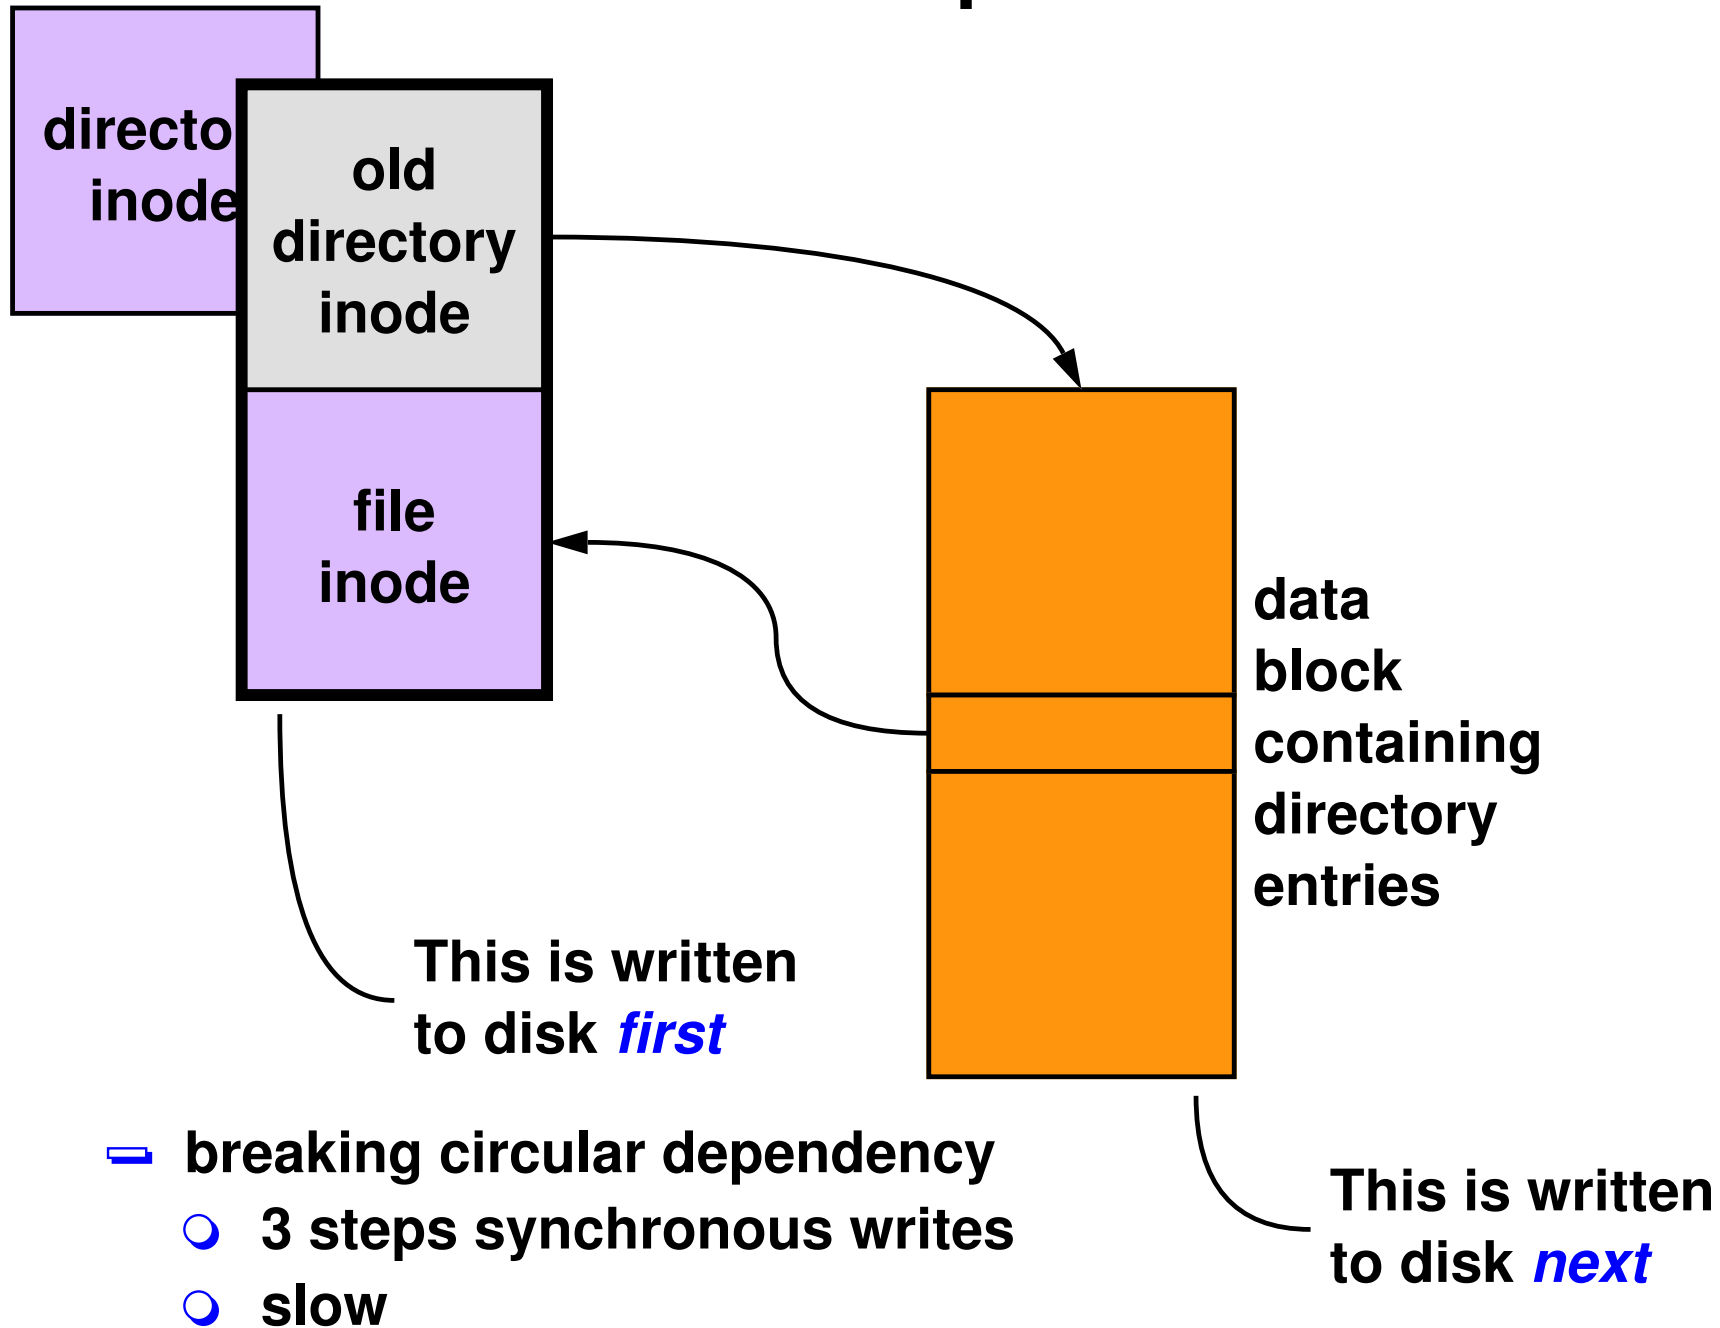 directo
inode
old
directory
inode
file
inode
data
block
containing
directory
entries
This is written
to disk first
breaking circular dependency
3 steps synchronous writes
slow
This is written
to disk next